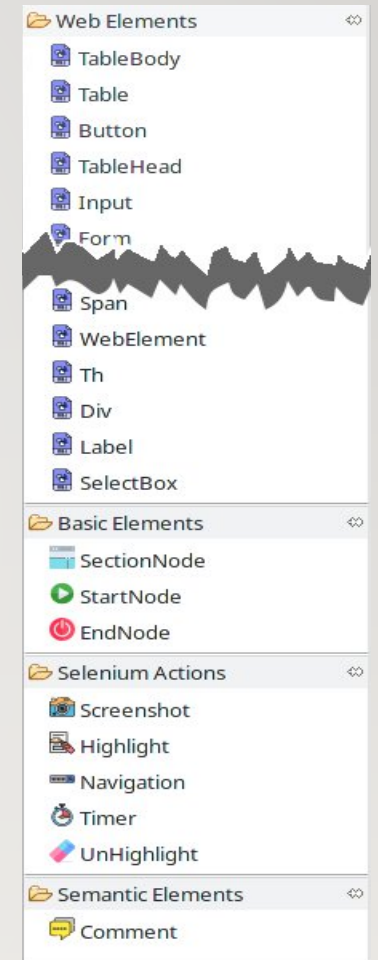 Web Elements
TableBody
Table
Button
TableHead
Input
Form
Span
WebElement
Th
Div
Label
SelectBox
Basic Elements
SectionNode
StartNode
EndNode
Selenium Actions
Screenshot
Highlight
Navigation
Timer
UnHighlight
Semantic Elements
Comment